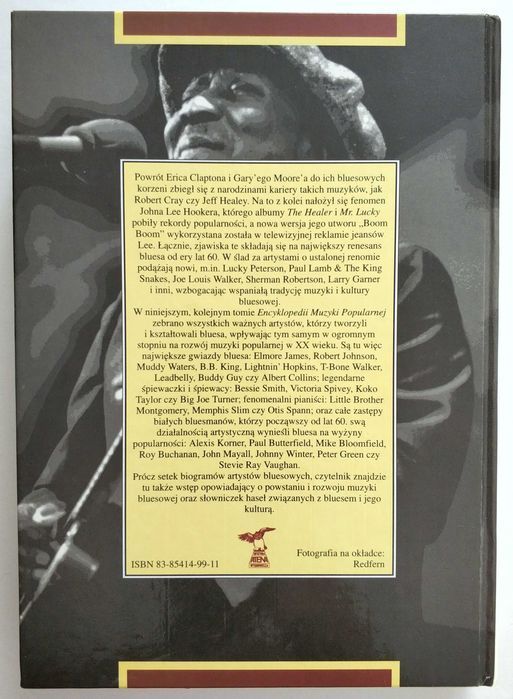 Powrót Erica Claptona i Gary'ego Moore'a do ich bluesowych
korzeni zbiegł się z narodzinami kariery takich muzyków, jak
Robert Cray czy Jeff Healey. Na to z kolei nałożył się fenomen
Johna Lee Hookera, którego albumy The Healer i Mr. Lucky
pobiły rekordy popularności, a nowa wersja jego utworu „Boom
Boom” wykorzystana została w telewizyjnej reklamie jeansów
Lee. Łącznie, zjawiska te składają się na największy renesans
bluesa od ery lat 60. W ślad za artystami o ustalonej renomie
podążają nowi, m.in. Lucky Peterson, Paul Lamb & The King
Snakes, Joe Louis Walker, Sherman Robertson, Larry Garner
i inni, wzbogacając wspaniałą tradycję muzyki i kultury
bluesowej.
W niniejszym, kolejnym tomie Encyklopedii Muzyki Popularnej
zebrano wszystkich ważnych artystów, którzy tworzyli
i kształtowali bluesa, wpływając tym samym w ogromnym
stopniu na rozwój muzyki popularnej w XX wieku. Są tu więc
największe gwiazdy bluesa: Elmore James, Robert Johnson,
Muddy Waters, B.B. King, Lightnin' Hopkins, T-Bone Walker,
Leadbelly, Buddy Guy czy Albert Collins; legendarne
śpiewaczki i śpiewacy: Bessie Smith, Victoria Spivey, Koko
Taylor czy Big Joe Turner; fenomenalni pianiści: Little Brother
Montgomery, Memphis Slim czy Otis Spann; oraz całe zastępy
białych bluesmanów, którzy począwszy od lat 60. swą
działalnością artystyczną wynieśli bluesa na wyżyny
popularności: Alexis Korner, Paul Butterfield, Mike Bloomfield,
Roy Buchanan, John Mayall, Johnny Winter, Peter Green czy
Stevie Ray Vaughan.
Prócz setek biogramów artystów bluesowych, czytelnik znajdzie
tu także wstęp opowiadający o powstaniu i rozwoju muzyki
bluesowej oraz słowniczek haseł związanych z bluesem i jego
kulturą.
ATENA
ISBN 83-85414-99-11
Fotografia na okładce:
Redfern